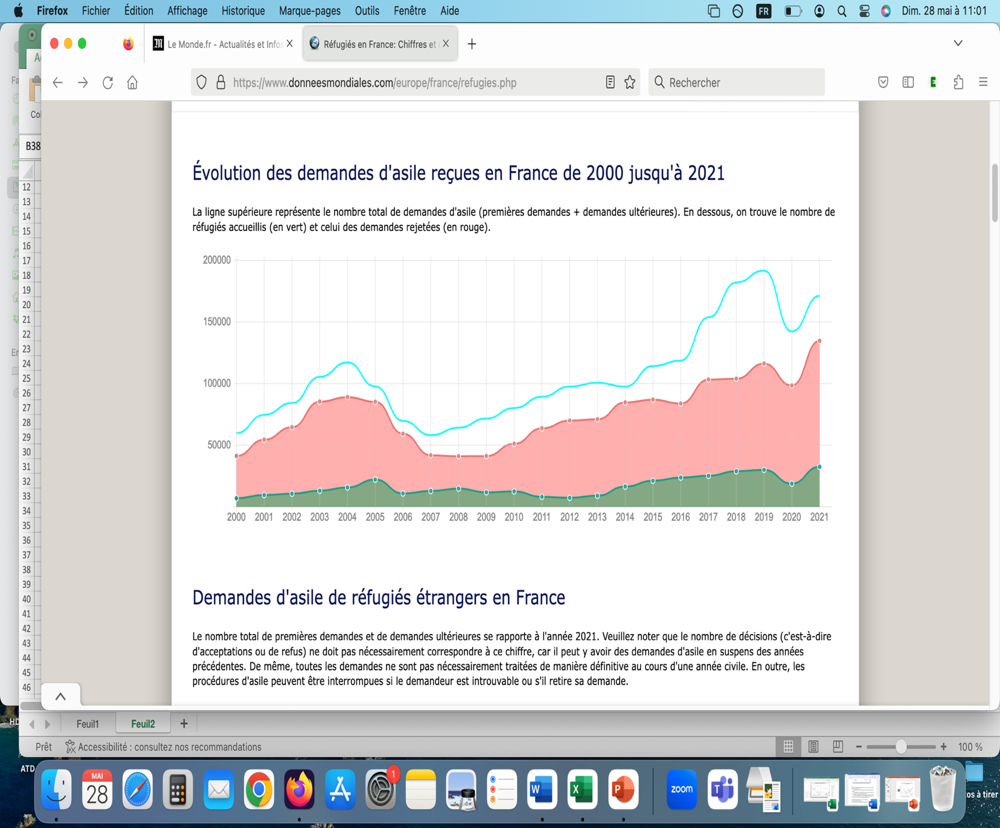 Firefox Fichier Édition Affichage Historique Marque-pages Outils Fenêtre Aide FR Dim. 28 mai à 11:01
Le Monde.fr - Actualités et Infos
Réfugiés en France: Chiffres et
https://www.donneesmondiales.com/europe/france/refugies.php
Rechercher
E
Fa
Col
B38
Évolution des demandes d'asile reçues en France de 2000 jusqu'à 2021
La ligne supérieure représente le nombre total de demandes d'asile (premières demandes + demandes ultérieures). En dessous, on trouve le nombre de
réfugiés accueillis (en vert) et celui des demandes rejetées (en rouge).
200000
150000
100000
50000
2000 2001 2002 2003 2004 2005 2006 2007 2008 2009 2010 2011 2012 2013 2014 2015 2016 2017 2018 2019 2020 2021
Demandes d'asile de réfugiés étrangers en France
Le nombre total de premières demandes et de demandes ultérieures se rapporte à l'année 2021. Veuillez noter que le nombre de décisions (c'est-à-dire
d'acceptations ou de refus) ne doit pas nécessairement correspondre à ce chiffre, car il peut y avoir des demandes d'asile en suspens des années
précédentes. De même, toutes les demandes ne sont pas nécessairement traitées de manière définitive au cours d'une année civile. En outre, les
procédures d'asile peuvent être interrompues si le demandeur est introuvable ou s'il retire sa demande.
12
13
14
15
16
17
18
19
20
21
22
Er
23
24
25
26
27
28
29
30
31
32
33
34
35
36
37
38
39
40
41
42
43
44
45
46
HD
Feuil1 Feuil2 +
Prêt Accessibilité : consultez nos recommandations 100 %
ATD
MAI
28
1
W
X
P
zoom
T
os à tirer